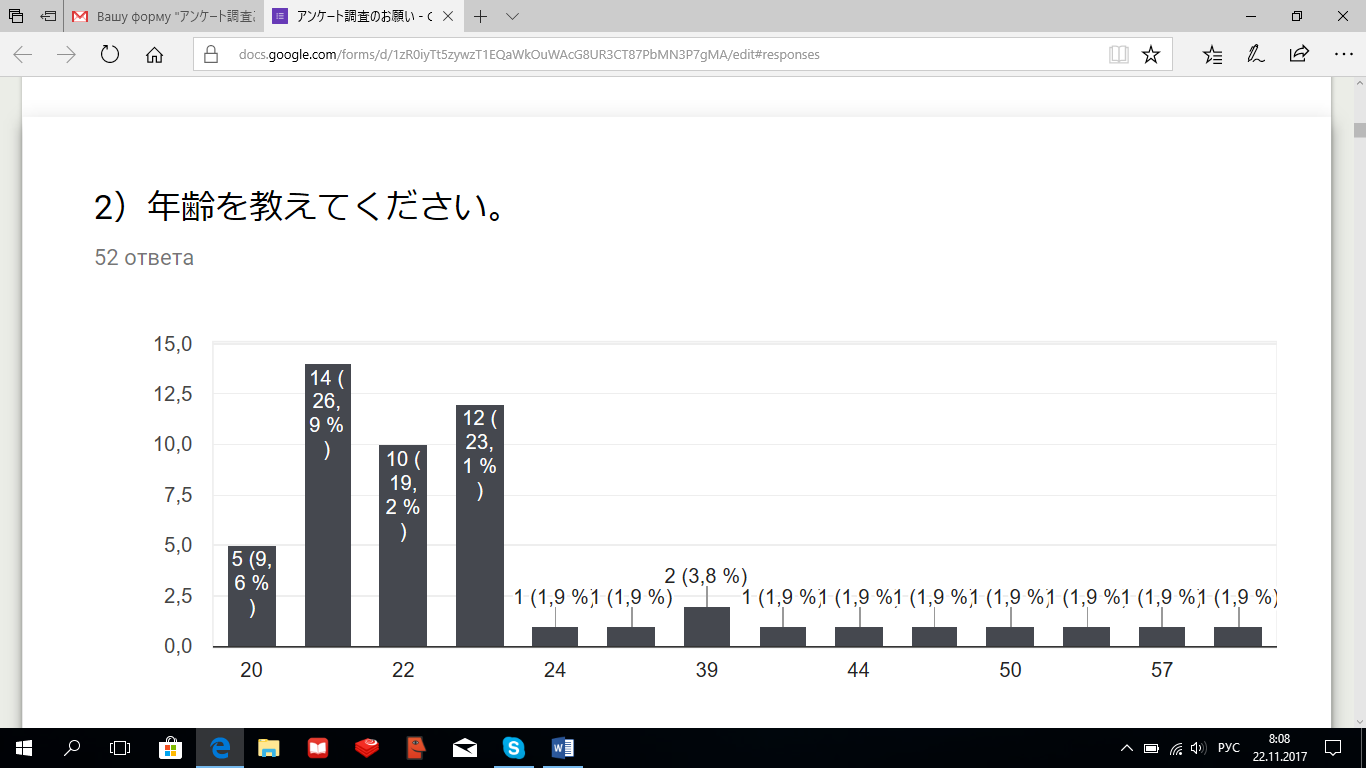 Вашу форму "アンケート調査
アンケート調査のお願い - G
docs.google.com/forms/d/1zR0iyTt5zywzT1EQaWkOuWAcG8UR3CT87PbMN3P7gMA/edit#responses
2）年齢を教えてください。
52 ответа
15,0
12,5
10,0
7,5
5,0
2,5
0,0
5 (9,
6 %
)
14 (
26,
9 %
)
10 (
19,
2 %
)
12 (
23,
1 %
)
1 (1,9 %)
1 (1,9 %)
2 (3,8 %)
1 (1,9 %)
1 (1,9 %)
1 (1,9 %)
1 (1,9 %)
1 (1,9 %)
1 (1,9 %)
1 (1,9 %)
20 22 24 39 44 50 57
РУС
8:08
22.11.2017